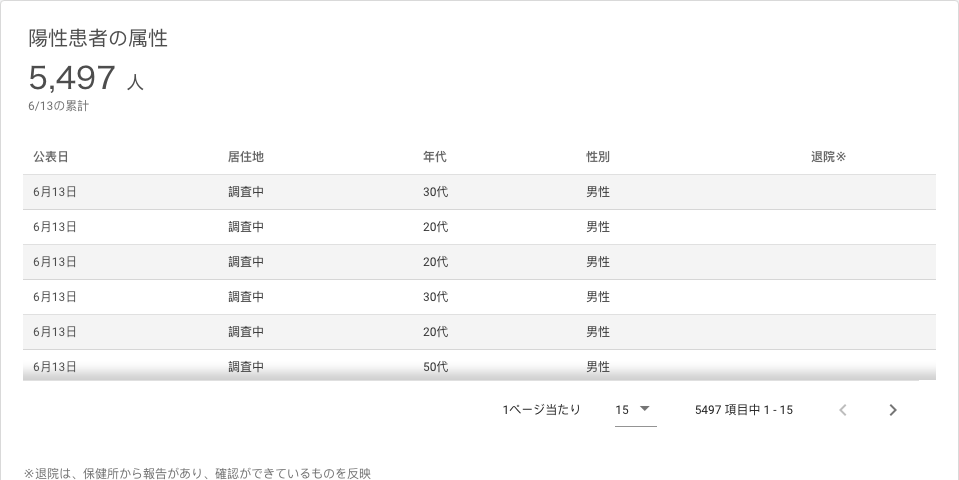 陽性患者の属性
5,497 人
6/13の累計
公表日 居住地 年代 性別 退院※
6月13日 調査中 30代 男性
6月13日 調査中 20代 男性
6月13日 調査中 20代 男性
6月13日 調査中 30代 男性
6月13日 調査中 20代 男性
6月13日 調査中 50代 男性
1ページ当たり 15 5497 項目中 1 - 15
※退院は、保健所から報告があり、確認ができているものを反映